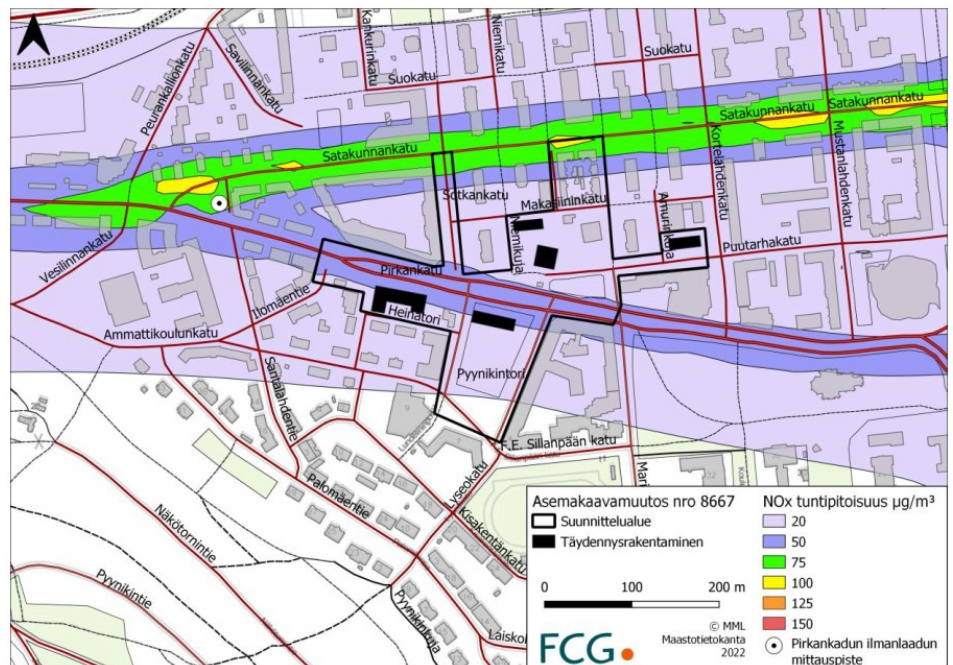 Kankurinkatu
Niemikatu
Savilinnankatu
Suokatu
Suokatu
Peurankallionkatu
Satakunnankatu
Satakunnankatu
Satakunnankatu
Kortelahdenkatu
Mustanlahdenkatu
Sotkankatu
Makariininkatu
Niemikuja
Amurinkuja
Puutarhakatu
Vesilinnankatu
Pirkankatu
Ilomäentie
Heinätori
Ammattikoulunkatu
Pyynikintori
Santalahdentie
F.E. Sillanpään katu
Lyseokatu
Palomäentie
Kisakentänkatu
Näkötornintie
Pyynikintie
Pyynikinkuja
Asemakaavamuutos nro 8667
Suunnittelualue
Täydennysrakentaminen
0 100 200 m
FCG
© MML
Maastotietokanta
2022
NOx tuntipitoisuus µg/m³
20
50
75
100
125
150
Pirkankadun ilmanlaadun
mittauspiste